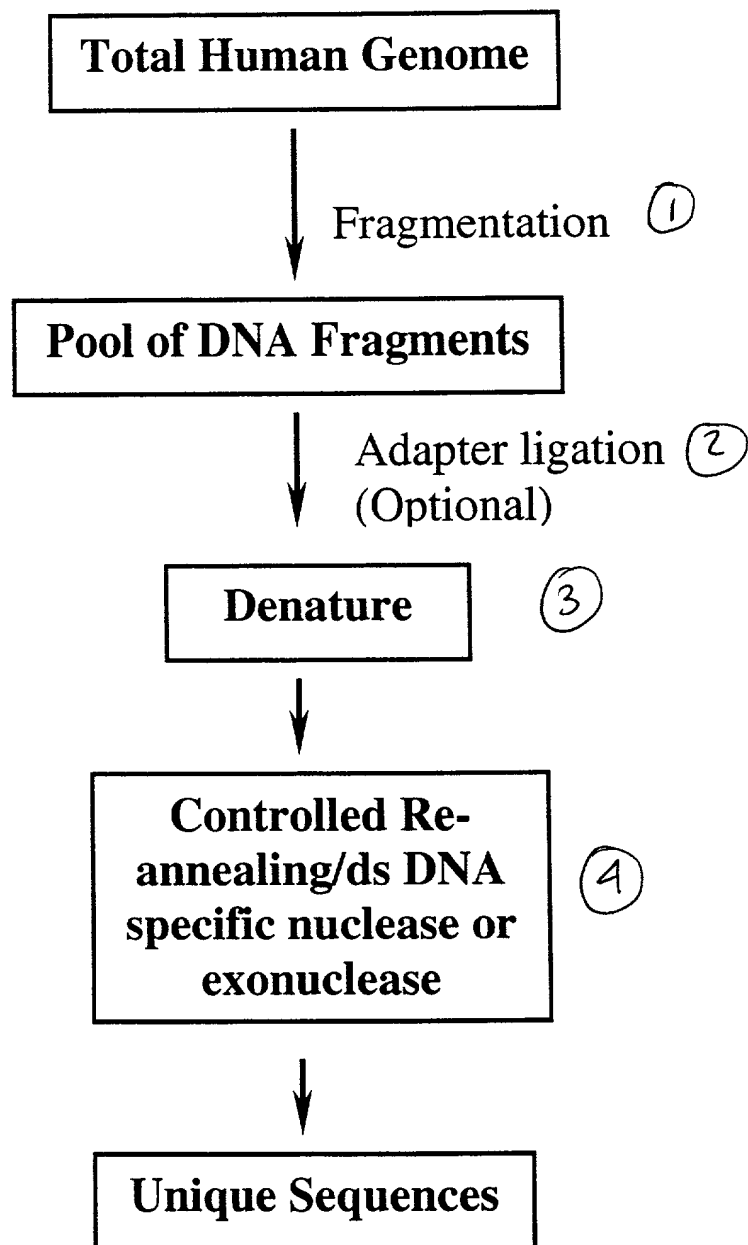 Total Human Genome
Fragmentation 1
Pool of DNA Fragments
Adapter ligation 2
(Optional)
Denature 3
Controlled Re-
annealing/ds DNA
specific nuclease or
exonuclease
4
Unique Sequences